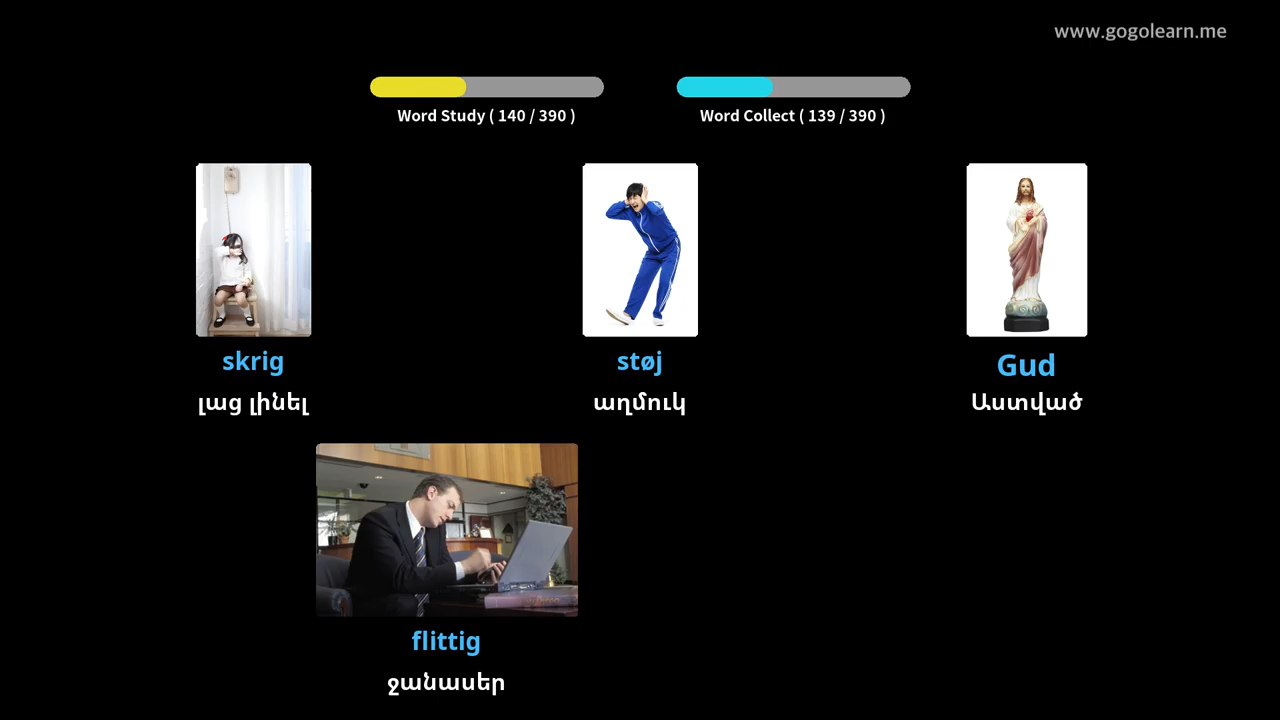 www.gogolearn.me
Word Study ( 140 / 390 )
Word Collect ( 139 / 390 )
skrig
støj
Gud
լաց լինել
աղմուկ
Աստված
flittig
ջանասեր